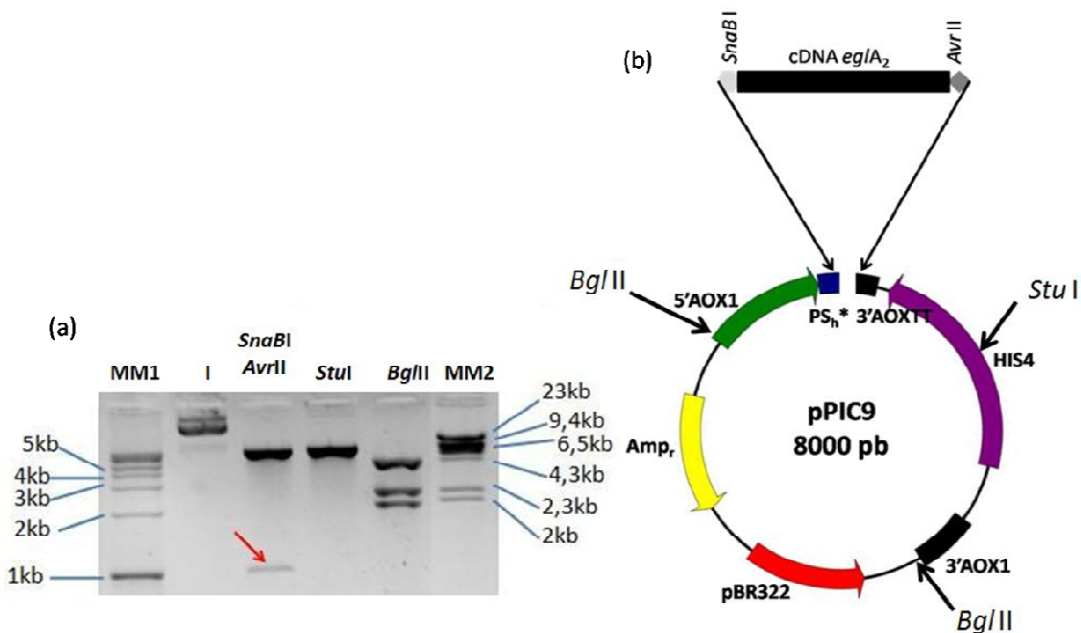 (a)
MM1
I
SnaBI
AvrII
StuI
BglII
MM2
5kb
4kb
3kb
2kb
1kb
23kb
9,4kb
6,5kb
4,3kb
2,3kb
2kb
(b)
SnaB I
cDNA eglA₂
Avr II
Bgl II
5'AOX1
PSh*
3'AOXTT
Stu I
HIS4
pPIC9
8000 pb
Ampr
pBR322
3'AOX1
Bgl II